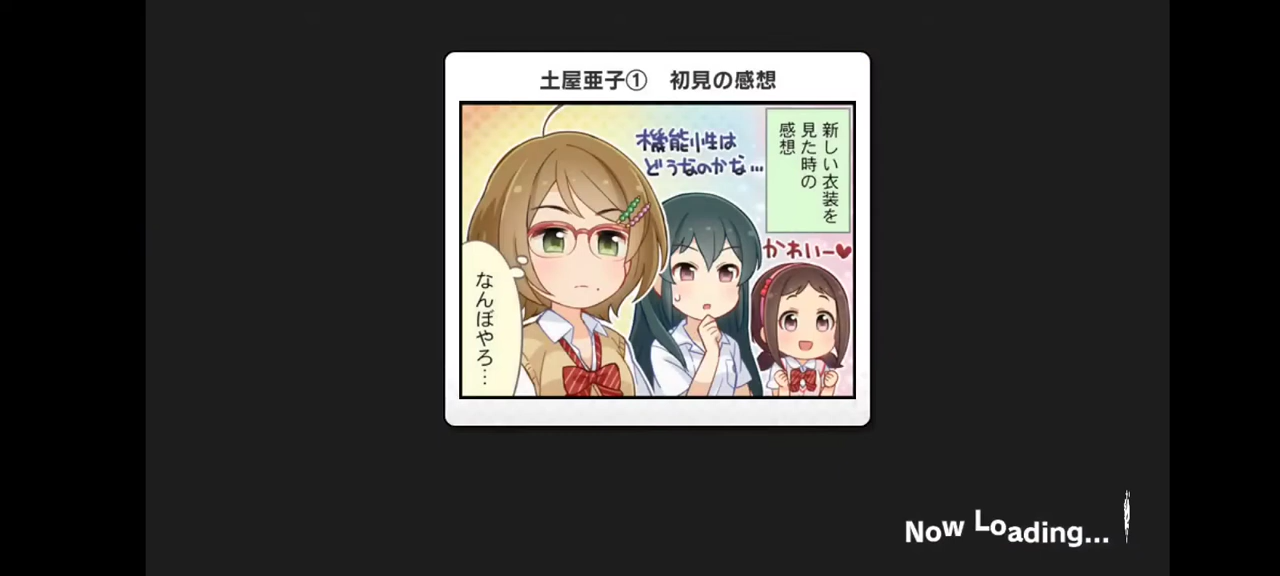 土屋亜子① 初見の感想
新しい衣装を
見た時の
感想
かわいー♥
機能性は
どうなのかな…
なんぼやろ…
Now Loading...